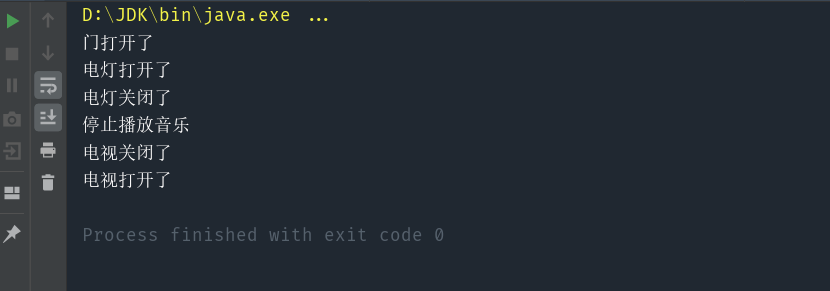 D:\JDK\bin\java.exe ...
门打开了
电灯打开了
电灯关闭了
停止播放音乐
电视关闭了
电视打开了
Process finished with exit code 0